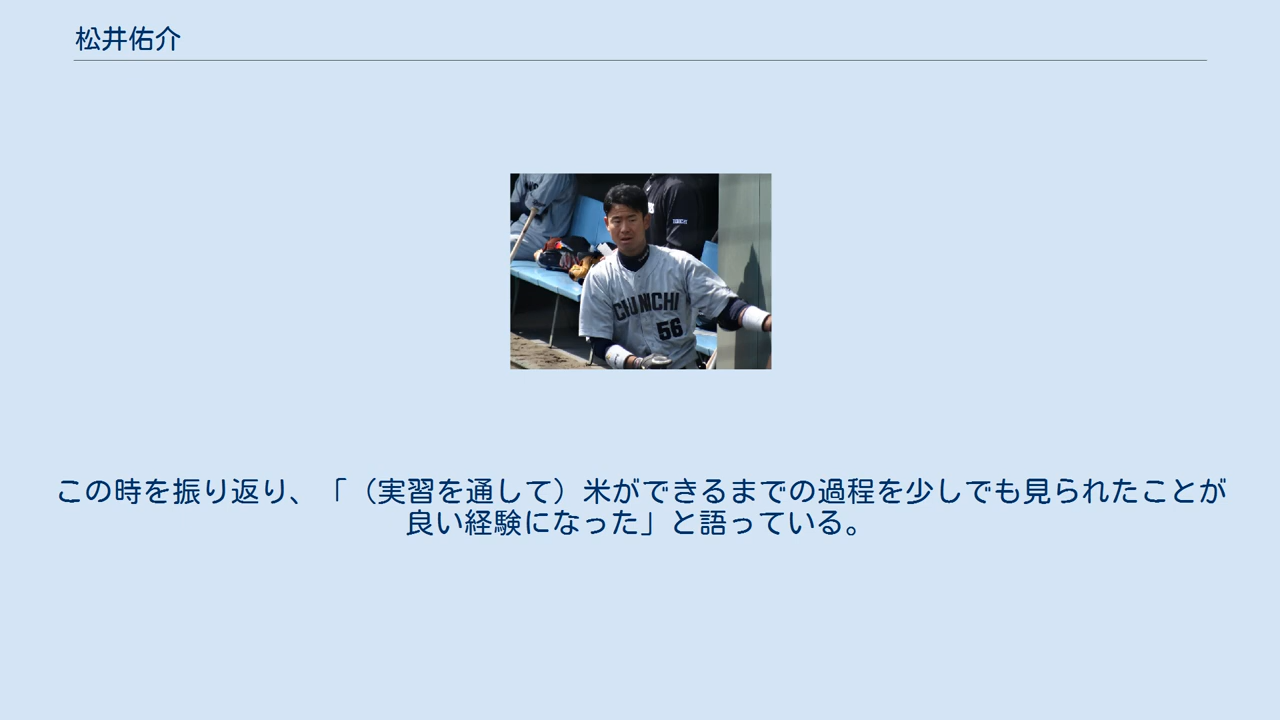 松井佑介
CHUNICHI
56
この時を振り返り、「（実習を通して）米ができるまでの過程を少しでも見られたことが
良い経験になった」と語っている。